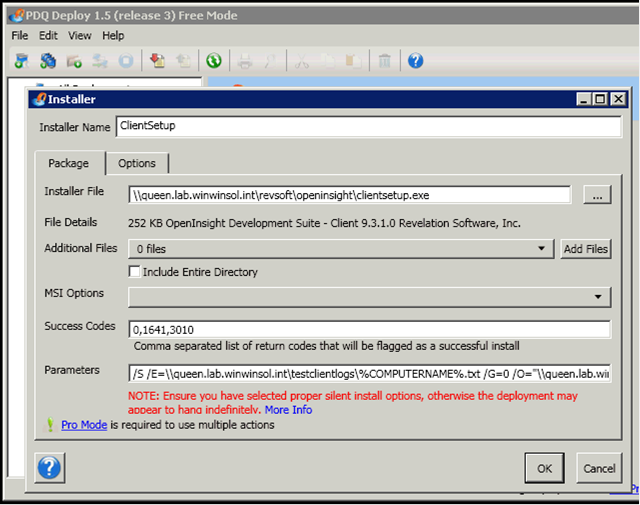 PDQ Deploy 1.5 (release 3) Free Mode
File Edit View Help
Installer
Installer Name ClientSetup
Package Options
Installer File \\queen.lab.winwinsol.int\revsoft\openinsight\clientsetup.exe ...
File Details 252 KB OpenInsight Development Suite - Client 9.3.1.0 Revelation Software, Inc.
Additional Files 0 files Add Files
Include Entire Directory
MSI Options
Success Codes 0,1641,3010
Comma separated list of return codes that will be flagged as a successful install
Parameters /S /E=\\queen.lab.winwinsol.int\testclientlogs\%COMPUTERNAME%.txt /G=0 /O="\\queen.lab.wi
NOTE: Ensure you have selected proper silent install options, otherwise the deployment may
appear to hang indefinitely. More Info
Pro Mode is required to use multiple actions
OK Cancel